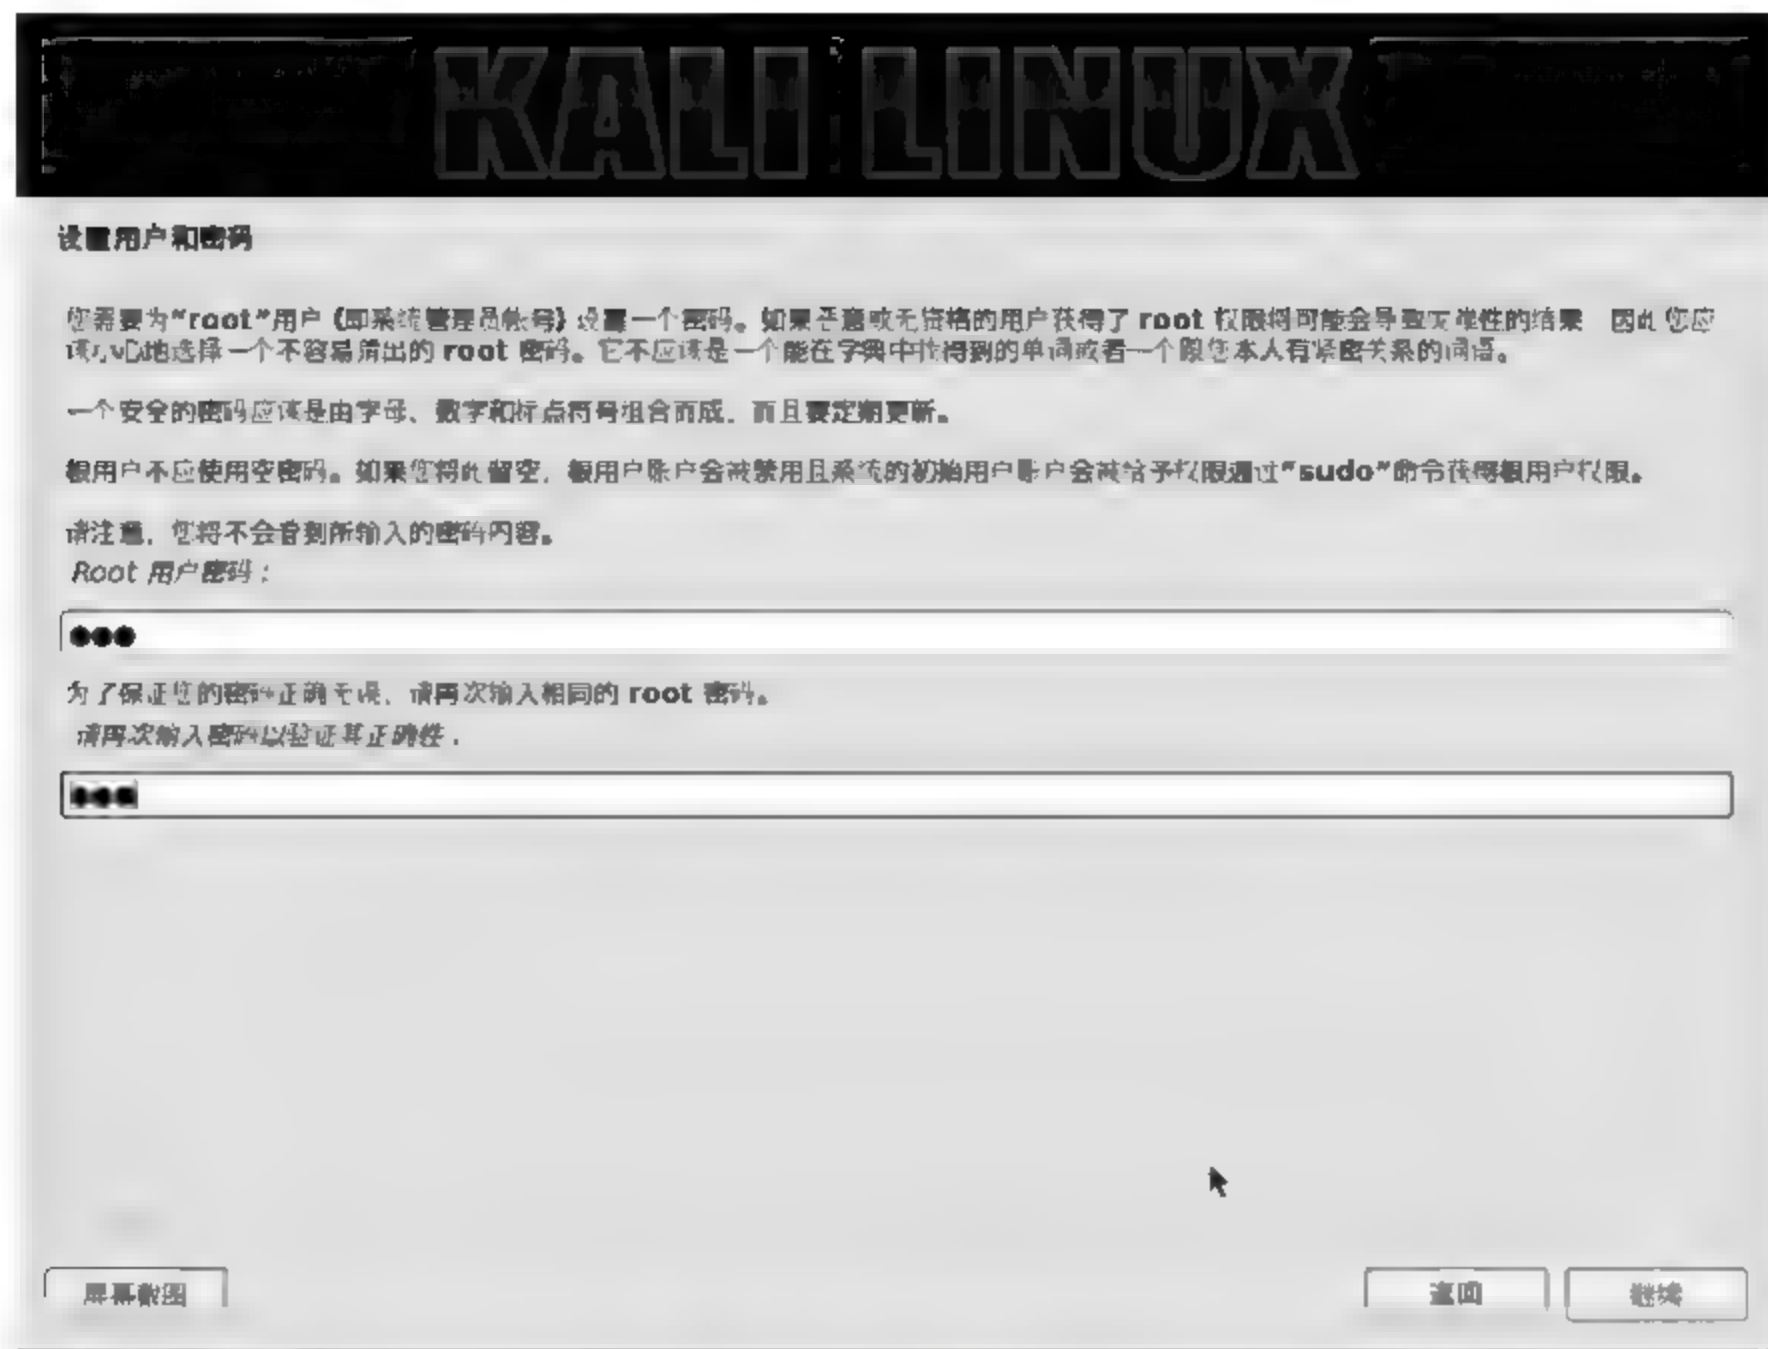 KALI LINUX
设置用户和密码
您需要为“root”用户 (即系统管理员帐号) 设置一个密码。如果恶意或无资格的用户获得了 root 权限将可能会导致灾难性的结果，因此您应
该小心地选择一个不容易猜出的 root 密码。它不应该是一个能在字典中找得到的单词或者一个跟您本人有紧密关系的词语。
一个安全的密码应该是由字母、数字和标点符号组合而成，而且要定期更新。
根用户不应使用空密码。如果您将此留空，根用户账户会被禁用且系统的初始用户账户会被给予权限通过“sudo”命令获得根用户权限。
请注意，您将不会看到所输入的密码内容。
Root 用户密码：
为了保证您的密码正确无误，请再次输入相同的 root 密码。
请再次输入密码以验证其正确性：
屏幕截图
返回
继续